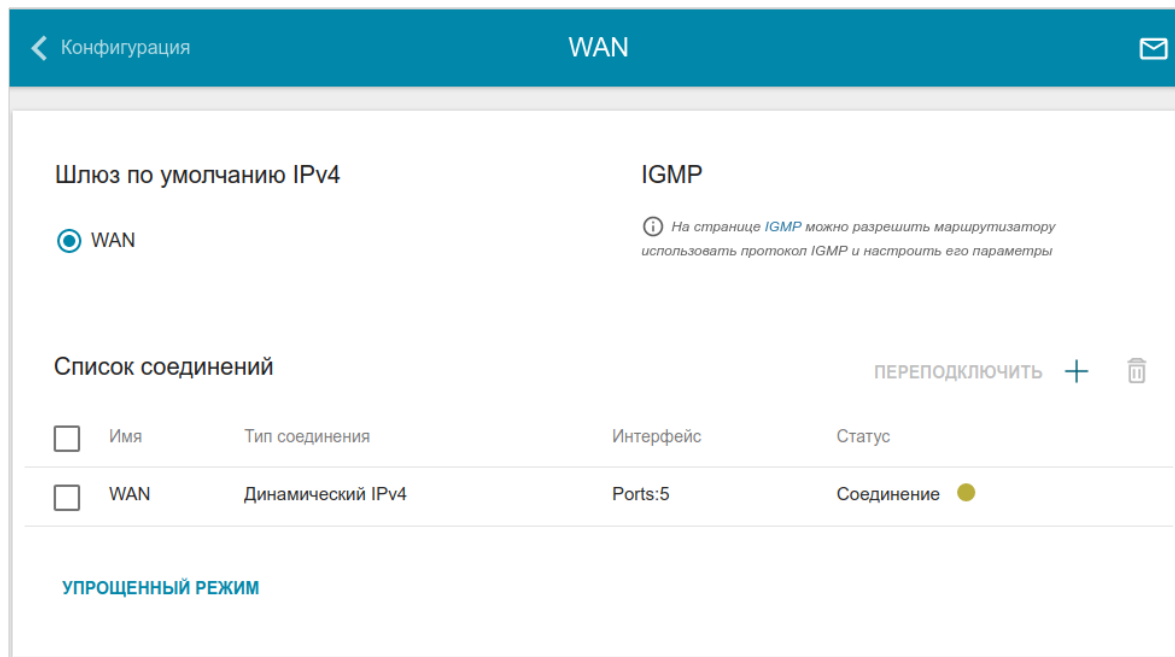 Конфигурация
WAN
Шлюз по умолчанию IPv4
WAN
IGMP
На странице IGMP можно разрешить маршрутизатору
использовать протокол IGMP и настроить его параметры
Список соединений
ПЕРЕПОДКЛЮЧИТЬ
Имя Тип соединения Интерфейс Статус
WAN Динамический IPv4 Ports:5 Соединение
УПРОЩЕННЫЙ РЕЖИМ